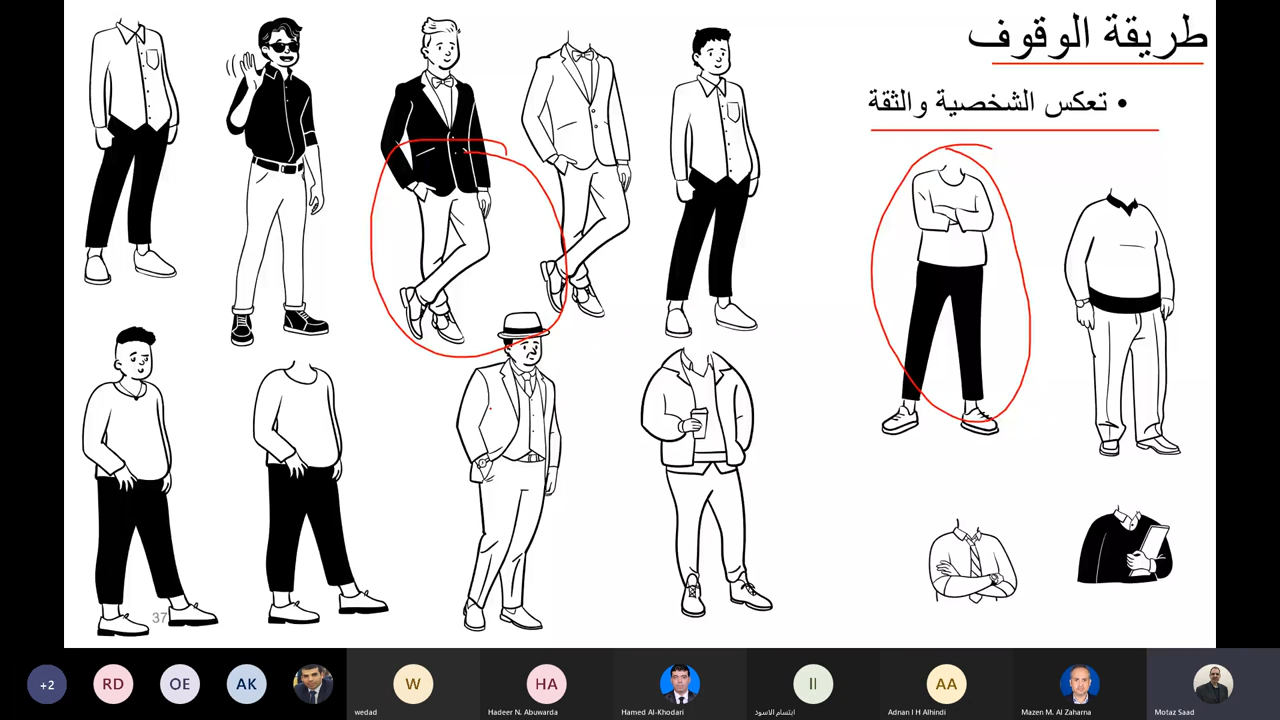 طريقة الوقوف
• تعكس الشخصية والثقة
37
+2
RD
OE
AK
W
wedad
HA
Hadeer N. Abuwarda
Hamed Al-Khodari
اا
ابتسام الاسود
AA
Adnan I H Alhindi
Mazen M. Al Zaharna
Motaz Saad